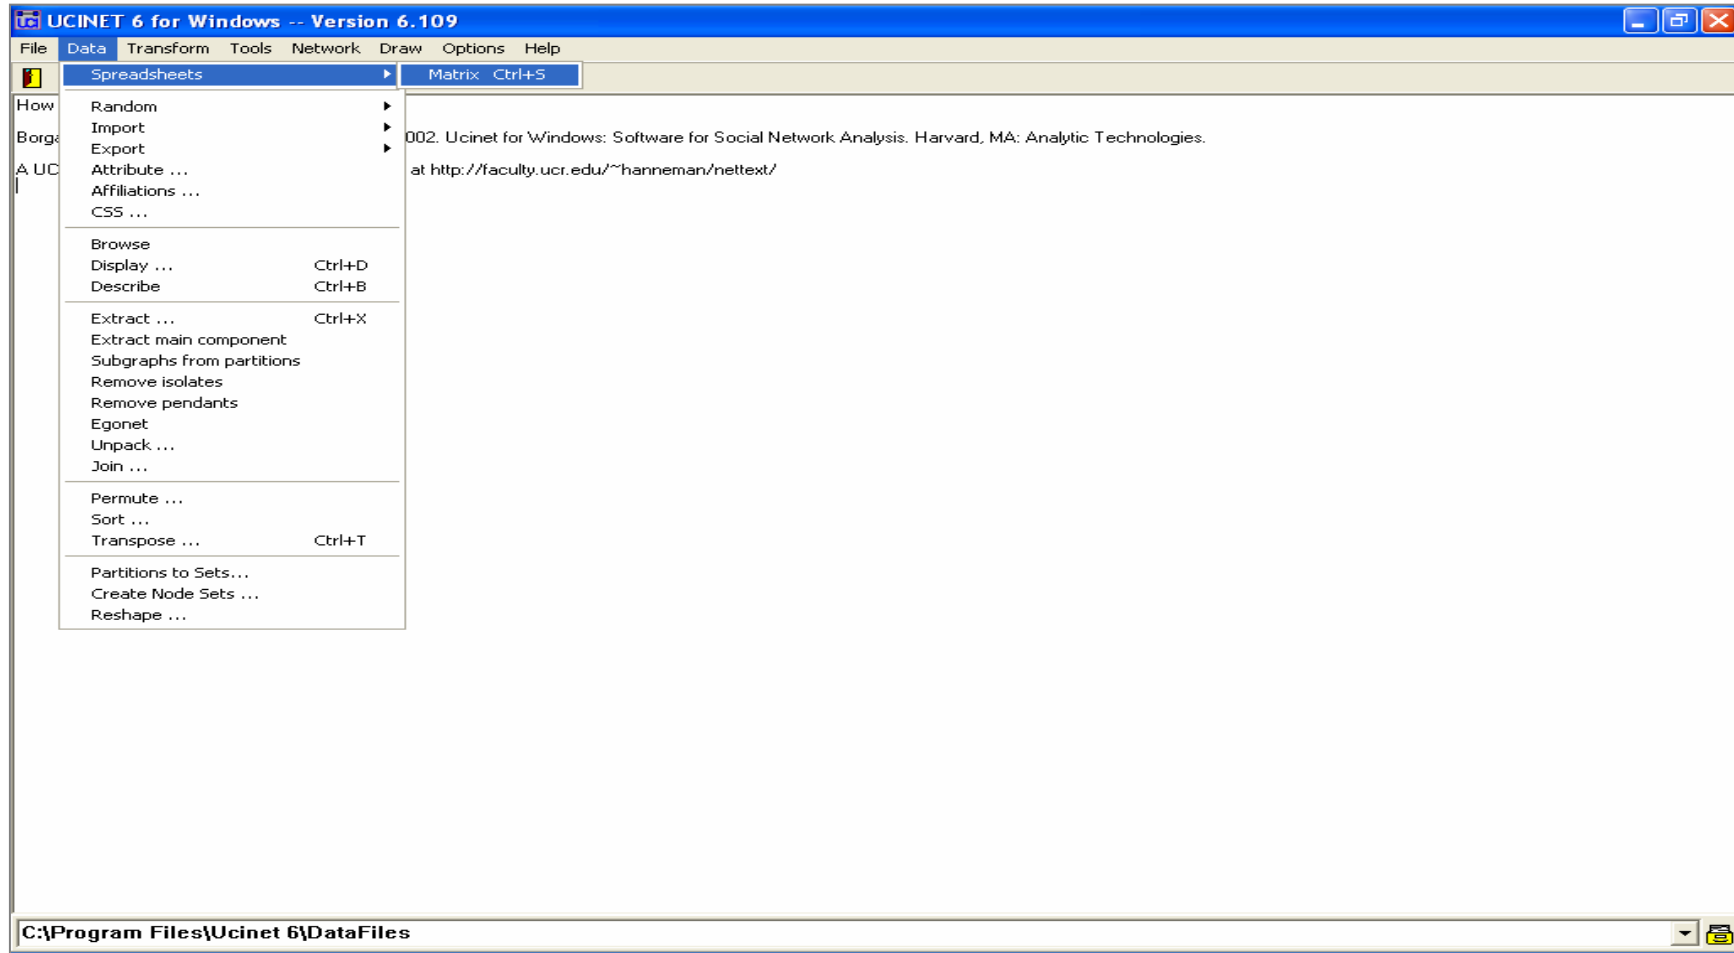 UCINET 6 for Windows -- Version 6.109
File Data Transform Tools Network Draw Options Help
Spreadsheets Matrix Ctrl+S
How
Random
Import
Borga 002. Ucinet for Windows: Software for Social Network Analysis. Harvard, MA: Analytic Technologies.
Export
A UC at http://faculty.ucr.edu/~hanneman/nettext/
Attribute ...
Affiliations ...
CSS ...
Browse
Display ... Ctrl+D
Describe Ctrl+B
Extract ... Ctrl+X
Extract main component
Subgraphs from partitions
Remove isolates
Remove pendants
Egonet
Unpack ...
Join ...
Permute ...
Sort ...
Transpose ... Ctrl+T
Partitions to Sets...
Create Node Sets ...
Reshape ...
C:\Program Files\Ucinet 6\DataFiles